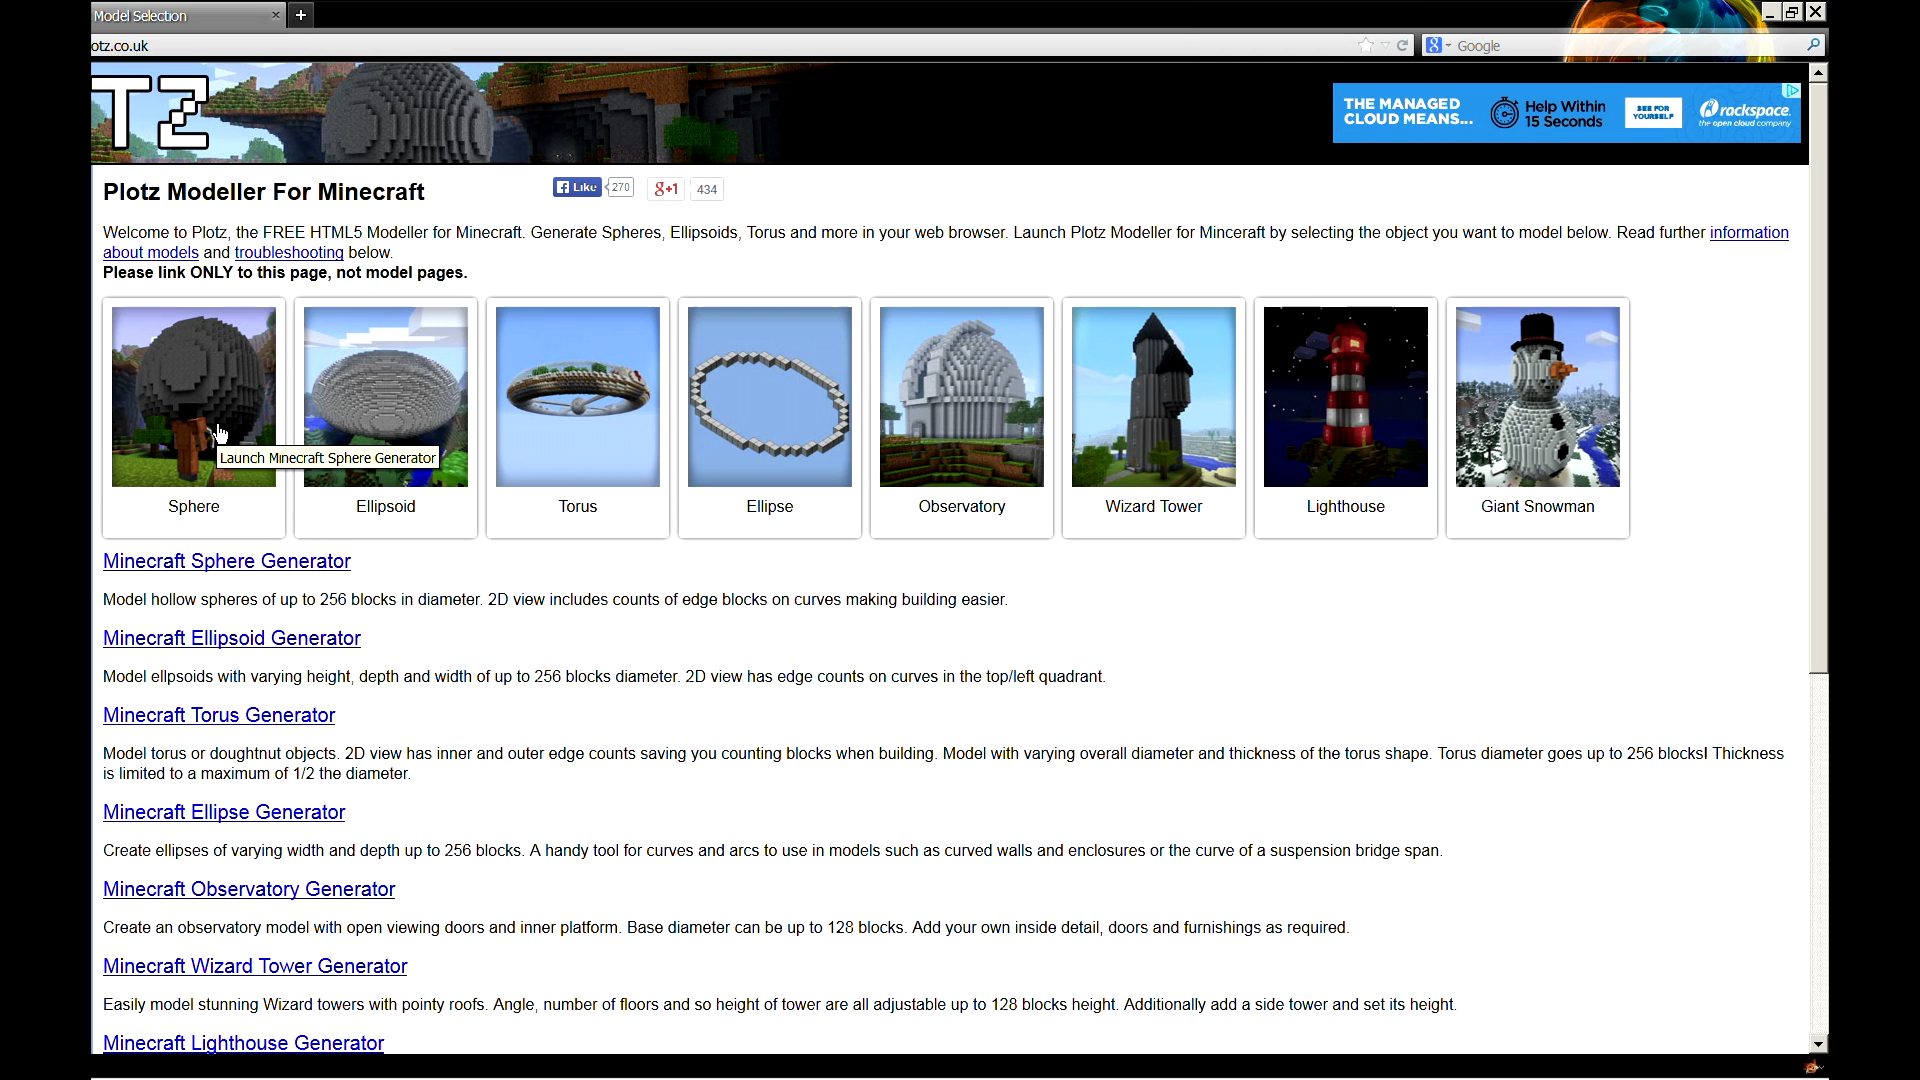 Model Selection
otz.co.uk
Google
TZ
THE MANAGED
CLOUD MEANS...
Help Within
15 Seconds
SEE FOR
YOURSELF
rackspace.
the open cloud company
Plotz Modeller For Minecraft
Like
270
g+1
434
Welcome to Plotz, the FREE HTML5 Modeller for Minecraft. Generate Spheres, Ellipsoids, Torus and more in your web browser. Launch Plotz Modeller for Minceraft by selecting the object you want to model below. Read further information
about models and troubleshooting below.
Please link ONLY to this page, not model pages.
Launch Minecraft Sphere Generator
Sphere
Ellipsoid
Torus
Ellipse
Observatory
Wizard Tower
Lighthouse
Giant Snowman
Minecraft Sphere Generator
Model hollow spheres of up to 256 blocks in diameter. 2D view includes counts of edge blocks on curves making building easier.
Minecraft Ellipsoid Generator
Model ellpsoids with varying height, depth and width of up to 256 blocks diameter. 2D view has edge counts on curves in the top/left quadrant.
Minecraft Torus Generator
Model torus or doughtnut objects. 2D view has inner and outer edge counts saving you counting blocks when building. Model with varying overall diameter and thickness of the torus shape. Torus diameter goes up to 256 blocks! Thickness
is limited to a maximum of 1/2 the diameter.
Minecraft Ellipse Generator
Create ellipses of varying width and depth up to 256 blocks. A handy tool for curves and arcs to use in models such as curved walls and enclosures or the curve of a suspension bridge span.
Minecraft Observatory Generator
Create an observatory model with open viewing doors and inner platform. Base diameter can be up to 128 blocks. Add your own inside detail, doors and furnishings as required.
Minecraft Wizard Tower Generator
Easily model stunning Wizard towers with pointy roofs. Angle, number of floors and so height of tower are all adjustable up to 128 blocks height. Additionally add a side tower and set its height.
Minecraft Lighthouse Generator